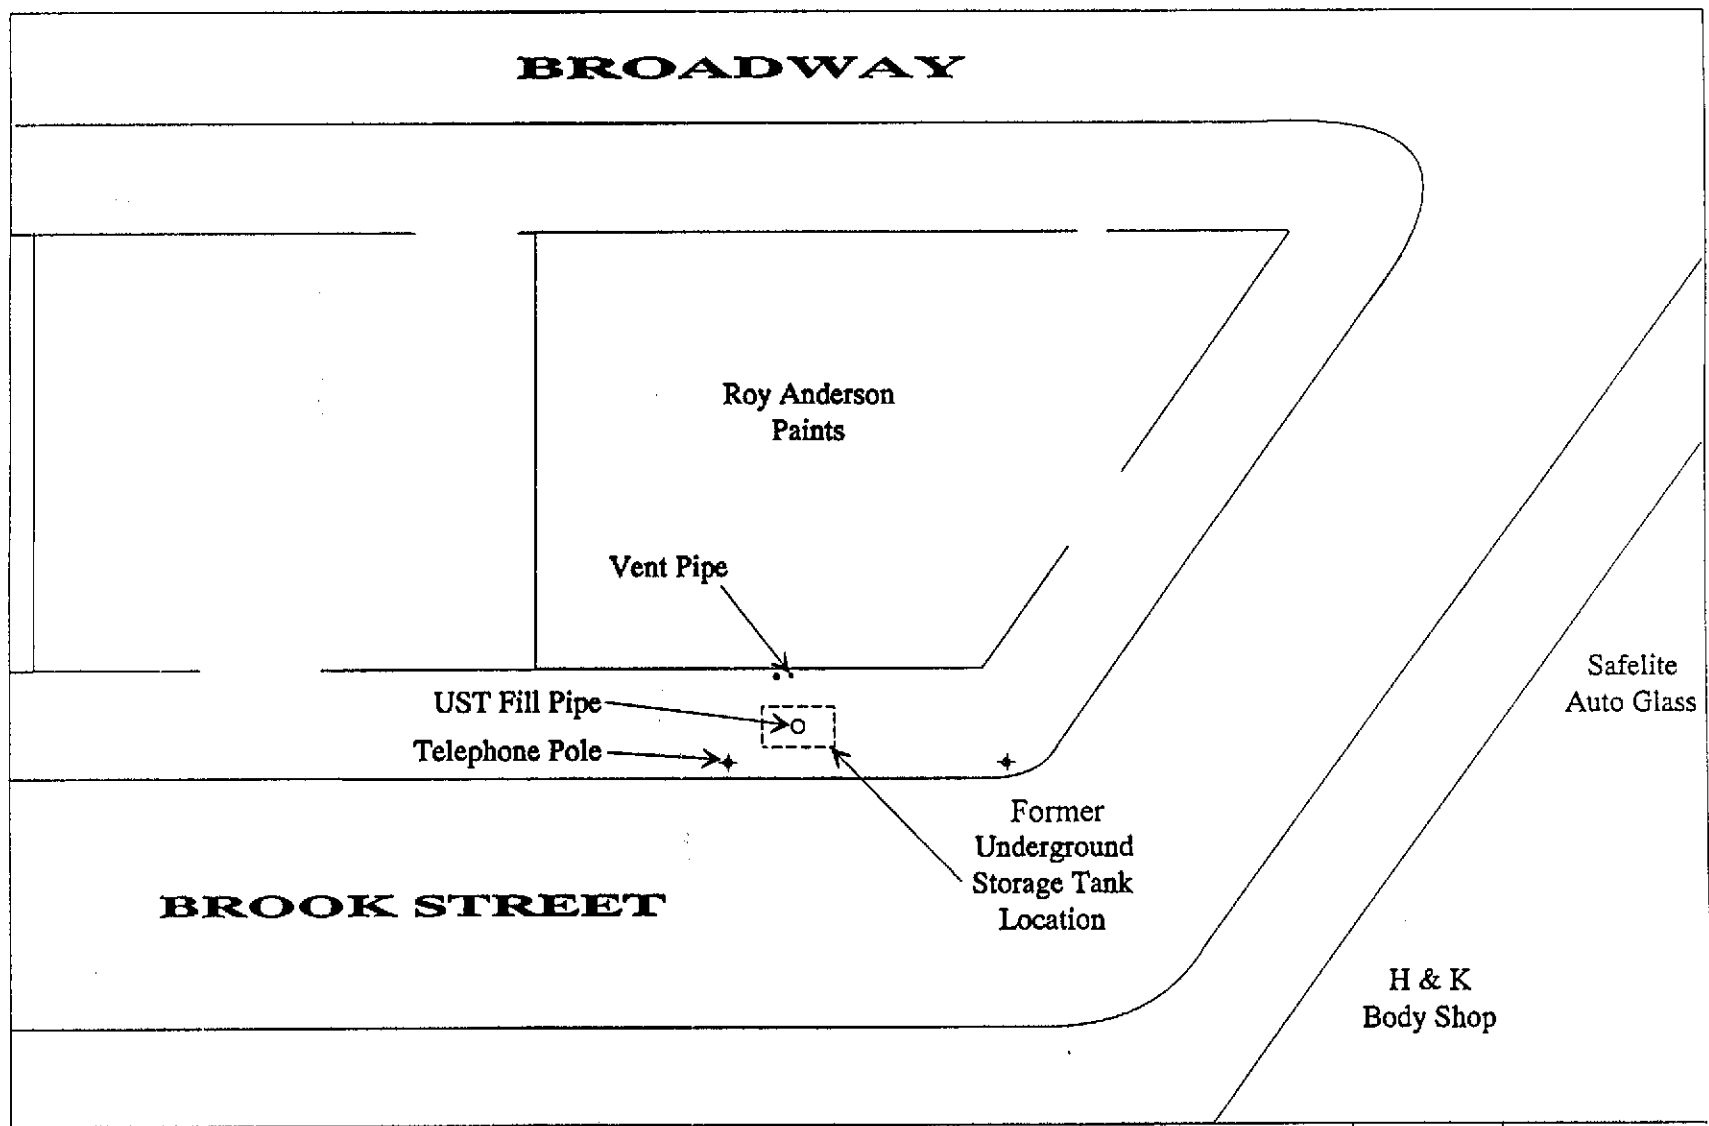 BROADWAY
Roy Anderson
Paints
Vent Pipe
UST Fill Pipe
Telephone Pole
Safelite
Auto Glass
Former
Underground
Storage Tank
Location
BROOK STREET
H & K
Body Shop